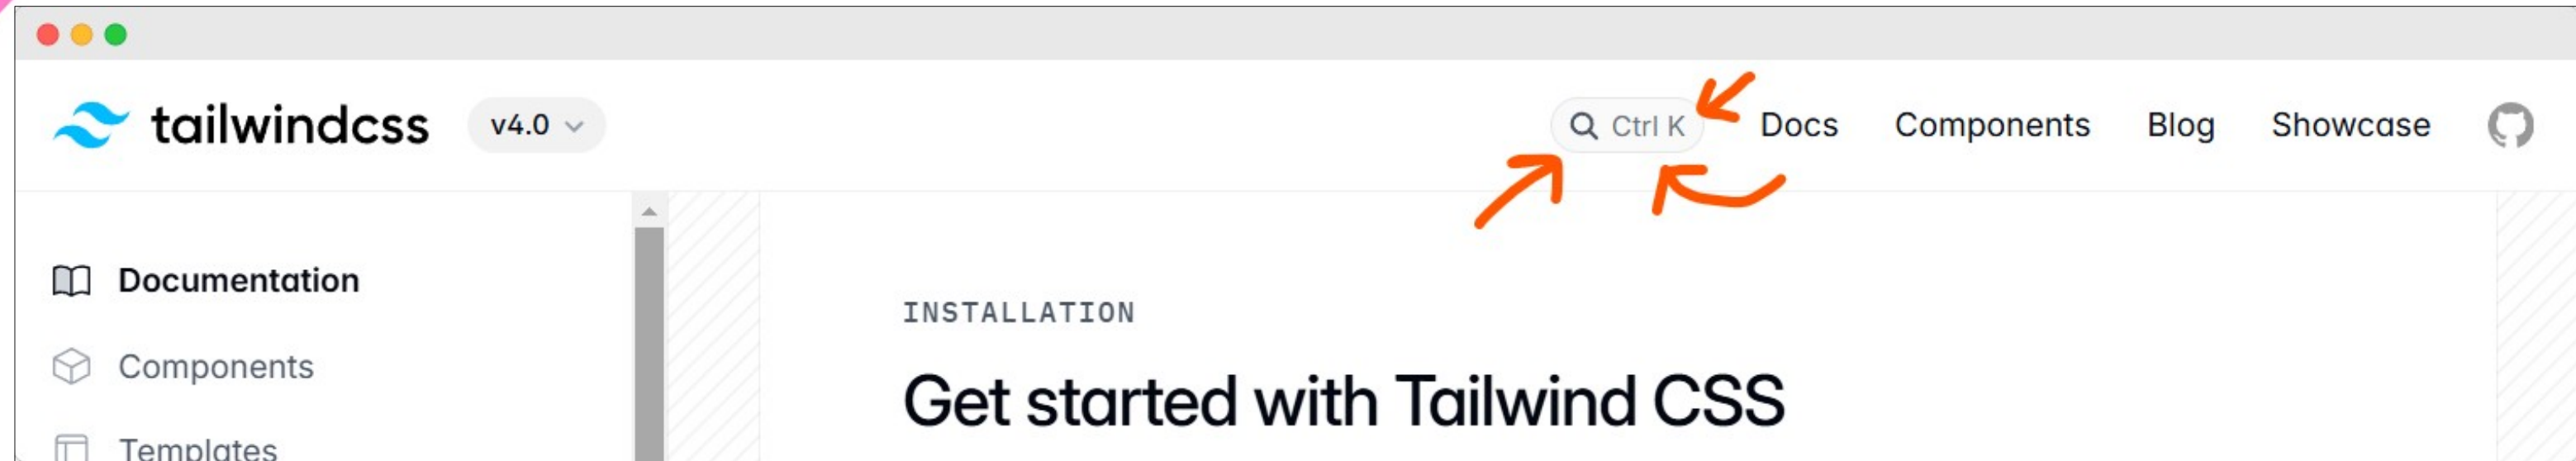 tailwindcss v4.0 Ctrl K Docs Components Blog Showcase
Documentation
Components
Templates
INSTALLATION
Get started with Tailwind CSS